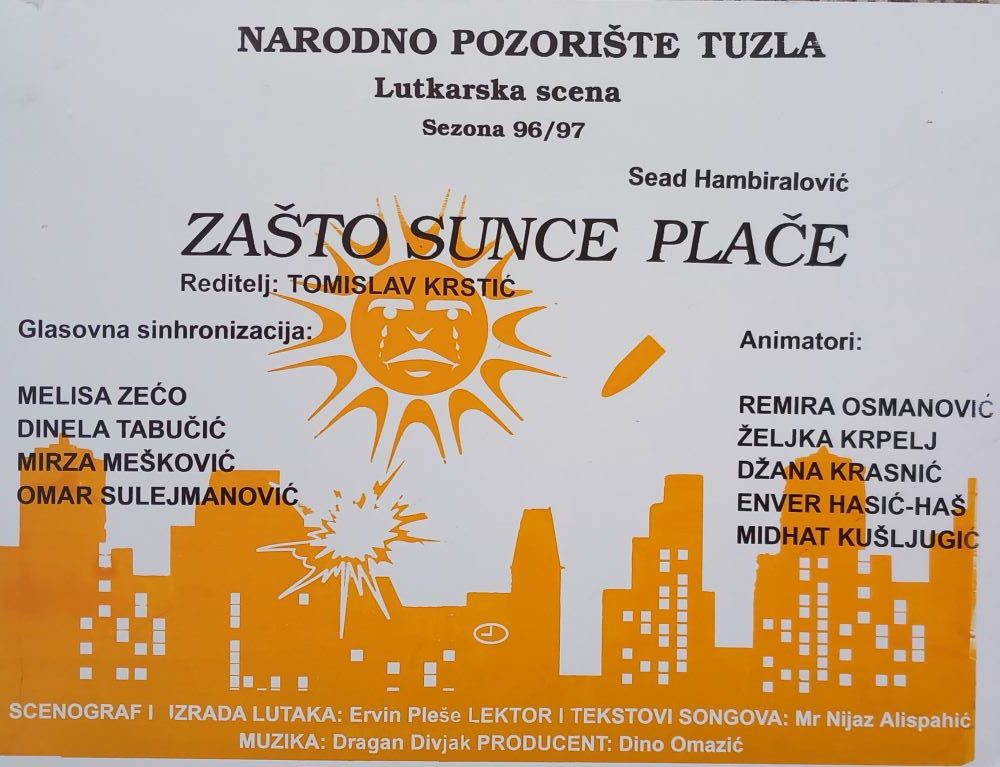 NARODNO POZORIŠTE TUZLA
Lutkarska scena
Sezona 96/97
Sead Hambiralović
ZAŠTO SUNCE PLAČE
Reditelj: TOMISLAV KRSTIĆ
Glasovna sinhronizacija:
MELISA ZEĆO
DINELA TABUČIĆ
MIRZA MEŠKOVIĆ
OMAR SULEJMANOVIĆ
Animatori:
REMIRA OSMANOVIĆ
ŽELJKA KRPELJ
DŽANA KRASNIĆ
ENVER HASIĆ-HAŠ
MIDHAT KUŠLJUGIĆ
SCENOGRAF I IZRADA LUTAKA: Ervin Pleše LEKTOR I TEKSTOVI SONGOVA: Mr Nijaz Alispahić
MUZIKA: Dragan Divjak PRODUCENT: Dino Omazić